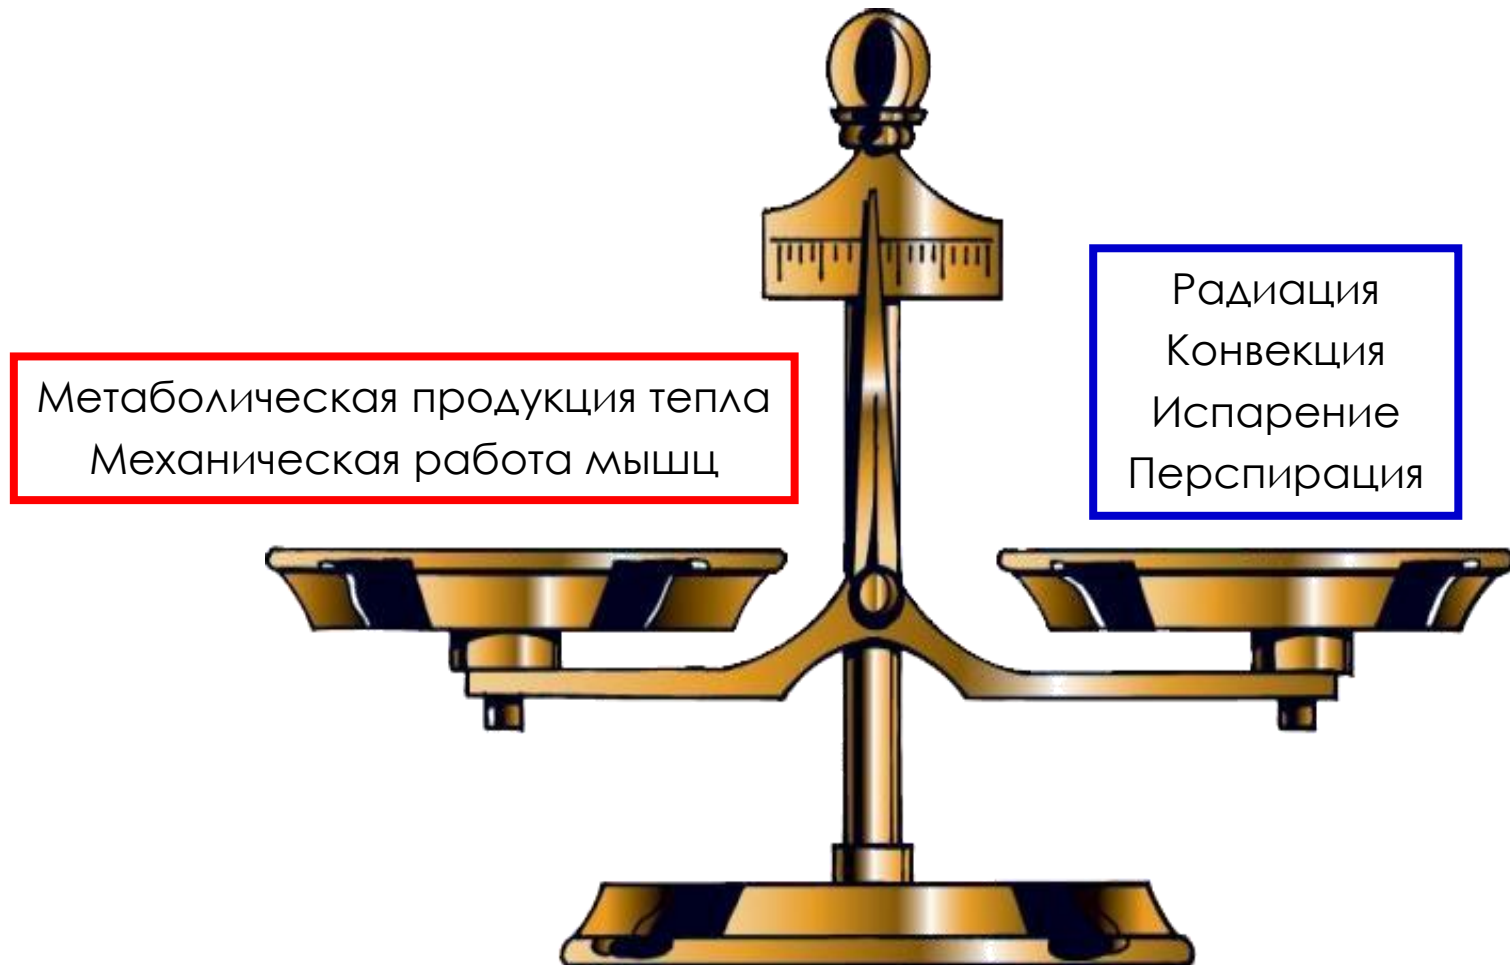 Метаболическая продукция тепла
Механическая работа мышц
Радиация
Конвекция
Испарение
Перспирация